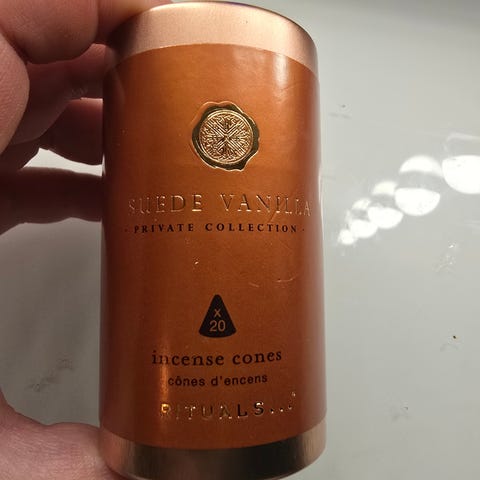 SUEDE VANILLA
· PRIVATE COLLECTION ·
x
20
incense cones
cônes d'encens
RITUALS...